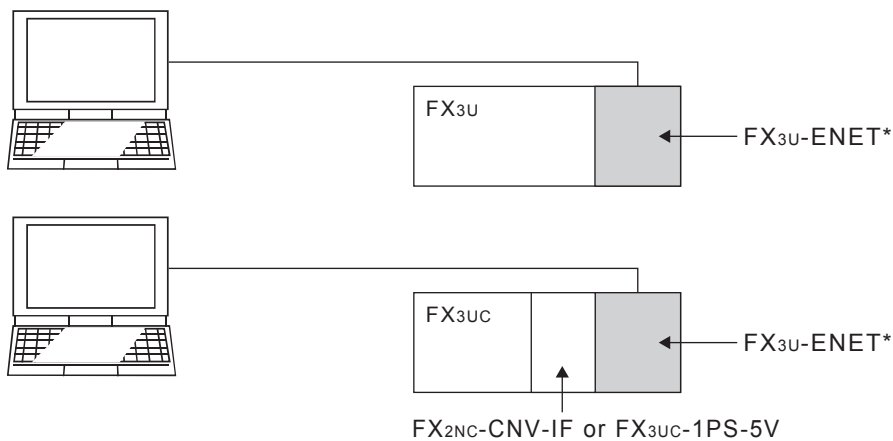 FX3U
FX3U-ENET*
FX3UC
FX3U-ENET*
FX2NC-CNV-IF or FX3UC-1PS-5V